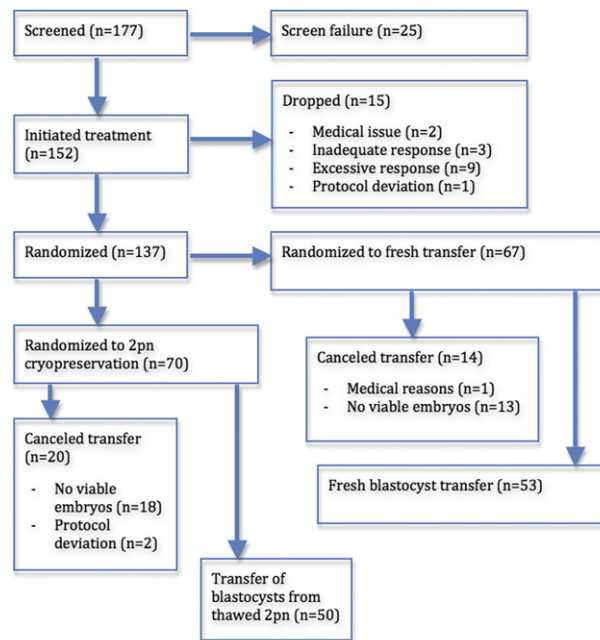 Screened (n=177)
Screen failure (n=25)
Dropped (n=15)
- Medical issue (n=2)
- Inadequate response (n=3)
- Excessive response (n=9)
- Protocol deviation (n=1)
Initiated treatment
(n=152)
Randomized (n=137)
Randomized to fresh transfer (n=67)
Randomized to 2pn
cryopreservation (n=70)
Canceled transfer (n=14)
- Medical reasons (n=1)
- No viable embryos (n=13)
Canceled transfer
(n=20)
- No viable
embryos (n=18)
- Protocol
deviation (n=2)
Fresh blastocyst transfer (n=53)
Transfer of
blastocysts from
thawed 2pn (n=50)